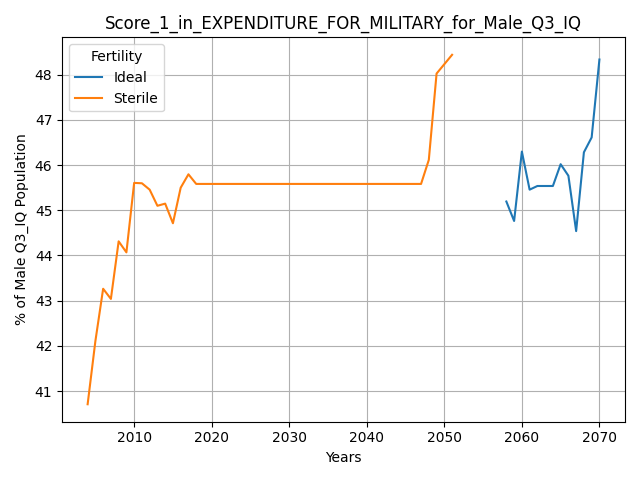 Score_1_in_EXPENDITURE_FOR_MILITARY_for_Male_Q3_IQ
Fertility
Ideal
Sterile
% of Male Q3_IQ Population
48
47
46
45
44
43
42
41
2010
2020
2030
2040
2050
2060
2070
Years